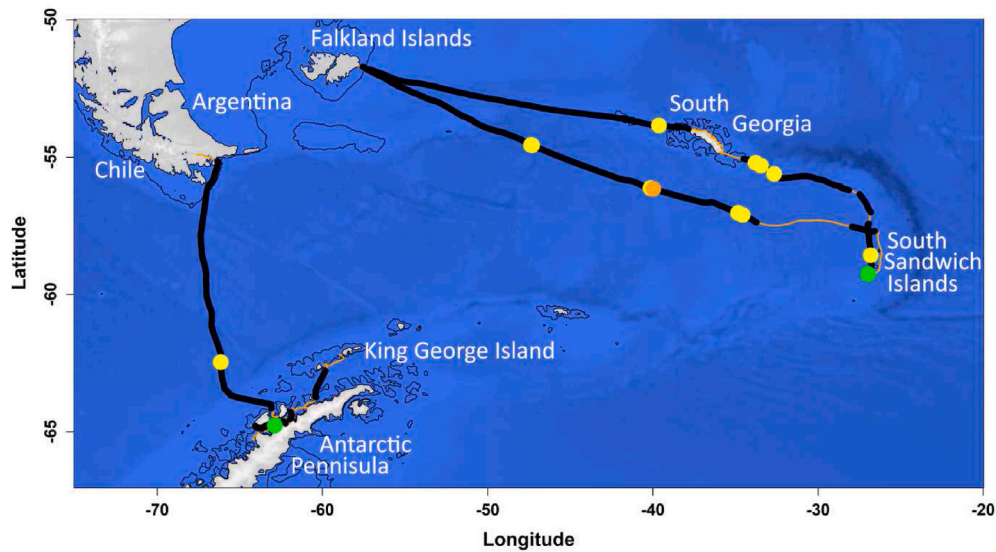 -50
Falkland Islands
Argentina
South
Georgia
-55
Chile
Latitude
South
Sandwich
Islands
-60
King George Island
-65
Antarctic
Pennisula
-70
-60
-50
-40
-30
-20
Longitude